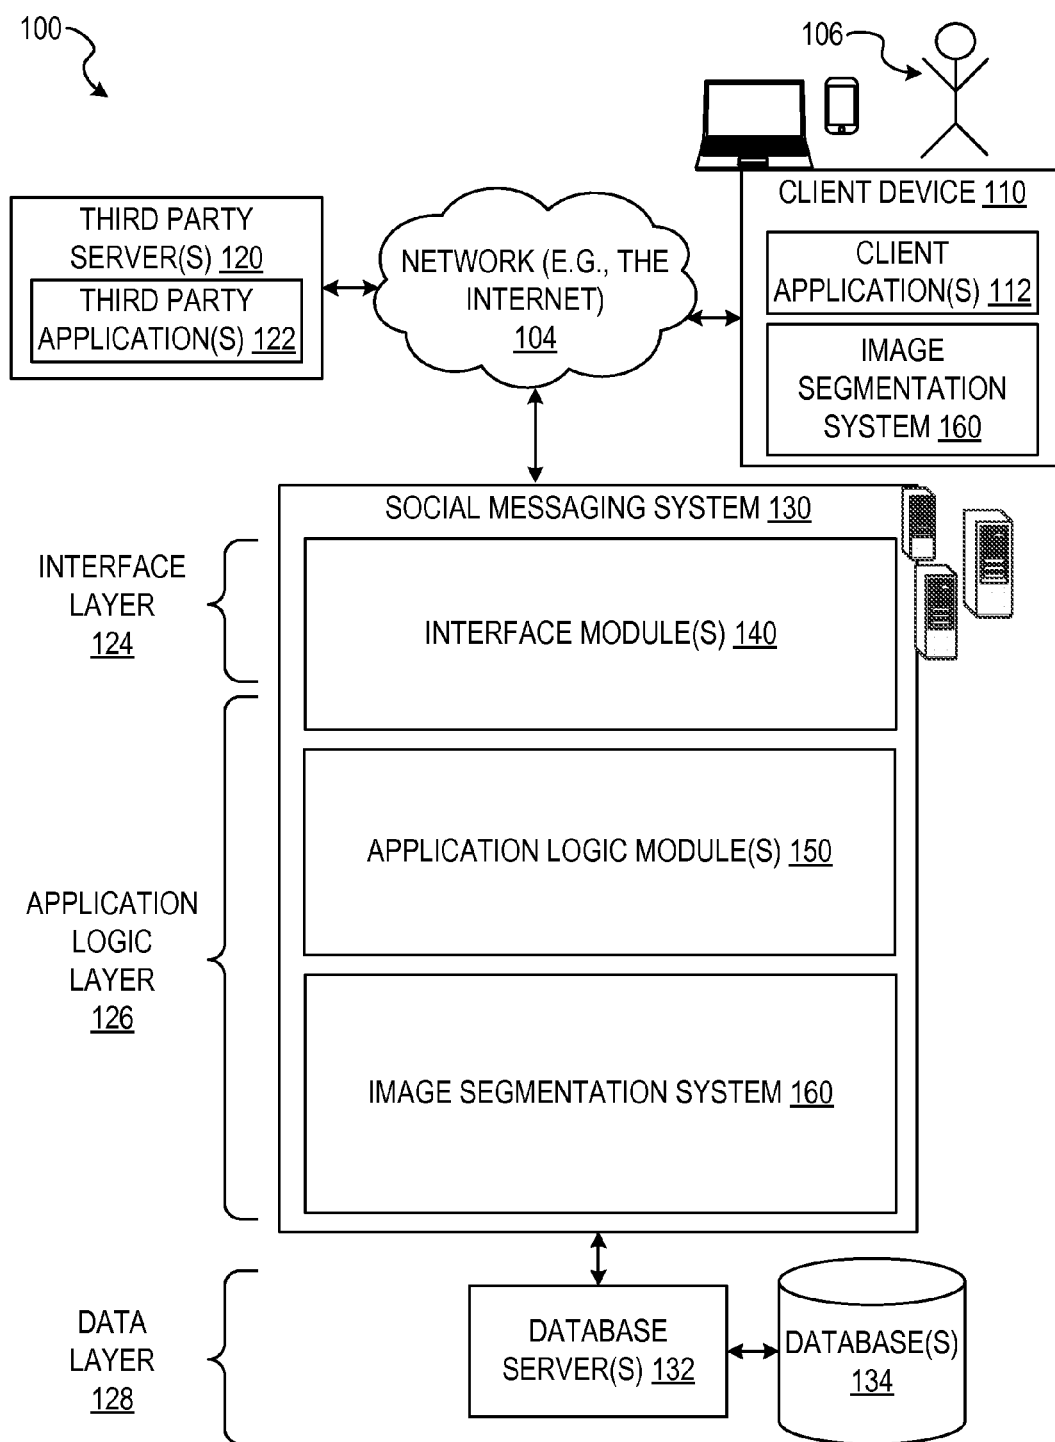 100
106
CLIENT DEVICE 110
CLIENT
APPLICATION(S) 112
IMAGE
SEGMENTATION
SYSTEM 160
THIRD PARTY
SERVER(S) 120
THIRD PARTY
APPLICATION(S) 122
NETWORK (E.G., THE
INTERNET)
104
SOCIAL MESSAGING SYSTEM 130
INTERFACE
LAYER
124
INTERFACE MODULE(S) 140
APPLICATION LOGIC MODULE(S) 150
APPLICATION
LOGIC
LAYER
126
IMAGE SEGMENTATION SYSTEM 160
DATA
LAYER
128
DATABASE
SERVER(S) 132
DATABASE(S)
134